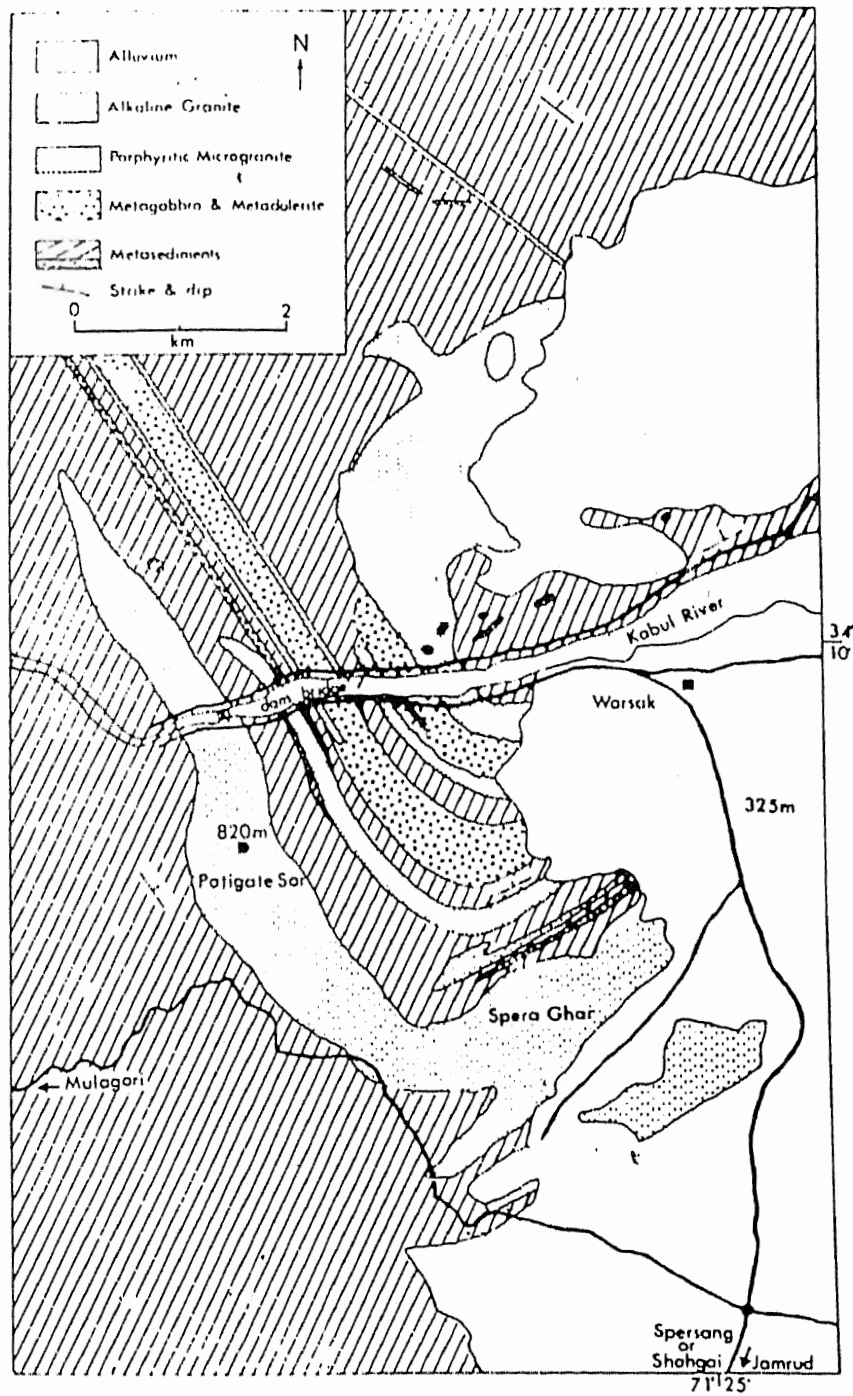 N
Alluvium
Alkaline Granite
Porphyritic Microgranite
Metagabbro & Metadolerite
Metasediments
Strike & dip
0 2
km
Kabul River
34°
10'
dam bridge
Warsak
325m
820m
Patigate Sar
Spera Ghar
← Mulagori
Spersang
or
Shahgai
Jamrud
71° 25'